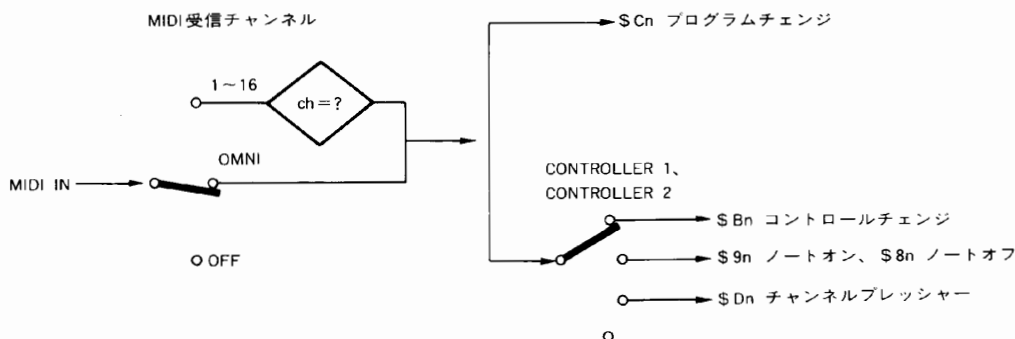 MIDI受信チャンネル
$Cn プログラムチェンジ
1～16
ch=?
OMNI
MIDI IN
OFF
CONTROLLER 1、
CONTROLLER 2
$Bn コントロールチェンジ
$9n ノートオン、$8n ノートオフ
$Dn チャンネルプレッシャー